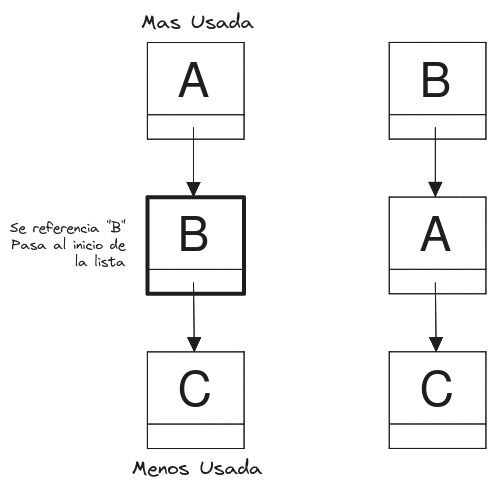 Mas Usada
A
B
Se referencia "B"
Pasa al inicio de
la lista
B
A
C
C
Menos Usada